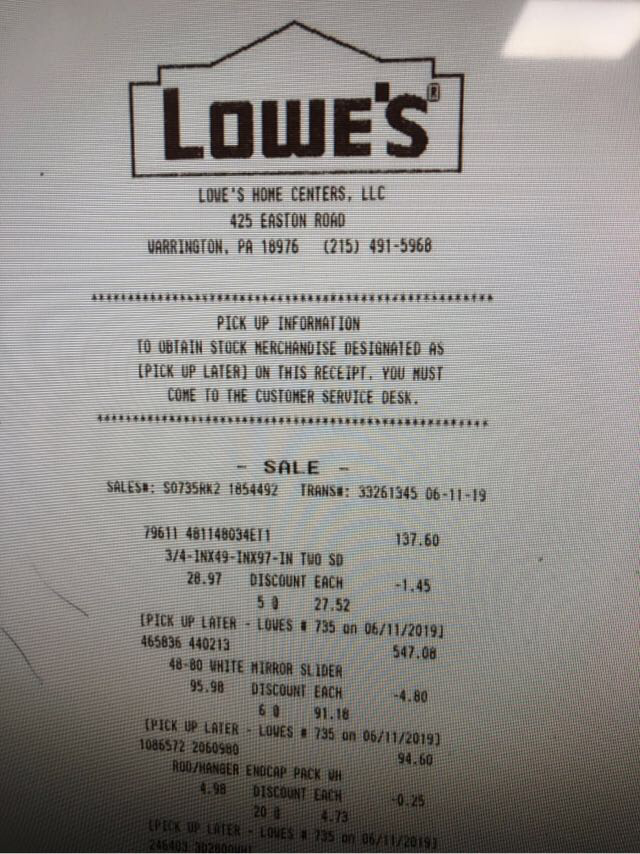 LOWE'S®
LOWE'S HOME CENTERS, LLC
425 EASTON ROAD
WARRINGTON, PA 18976 (215) 491-5968
************************************************
PICK UP INFORMATION
TO OBTAIN STOCK MERCHANDISE DESIGNATED AS
[PICK UP LATER] ON THIS RECEIPT, YOU MUST
COME TO THE CUSTOMER SERVICE DESK.
************************************************
- SALE -
SALES#: S0735RK2 1854492 TRANS#: 33261345 06-11-19
79611 481148034ET1 137.60
3/4-INX49-INX97-IN TWO SD
28.97 DISCOUNT EACH -1.45
5 @ 27.52
[PICK UP LATER - LOWES # 735 on 06/11/2019]
465836 440213 547.08
48-80 WHITE MIRROR SLIDER
95.98 DISCOUNT EACH -4.80
6 @ 91.18
[PICK UP LATER - LOWES # 735 on 06/11/2019]
1086572 2060980 94.60
ROD/HANGER ENDCAP PACK WH
4.98 DISCOUNT EACH -0.25
20 @ 4.73
[PICK UP LATER - LOWES # 735 on 06/11/2019]